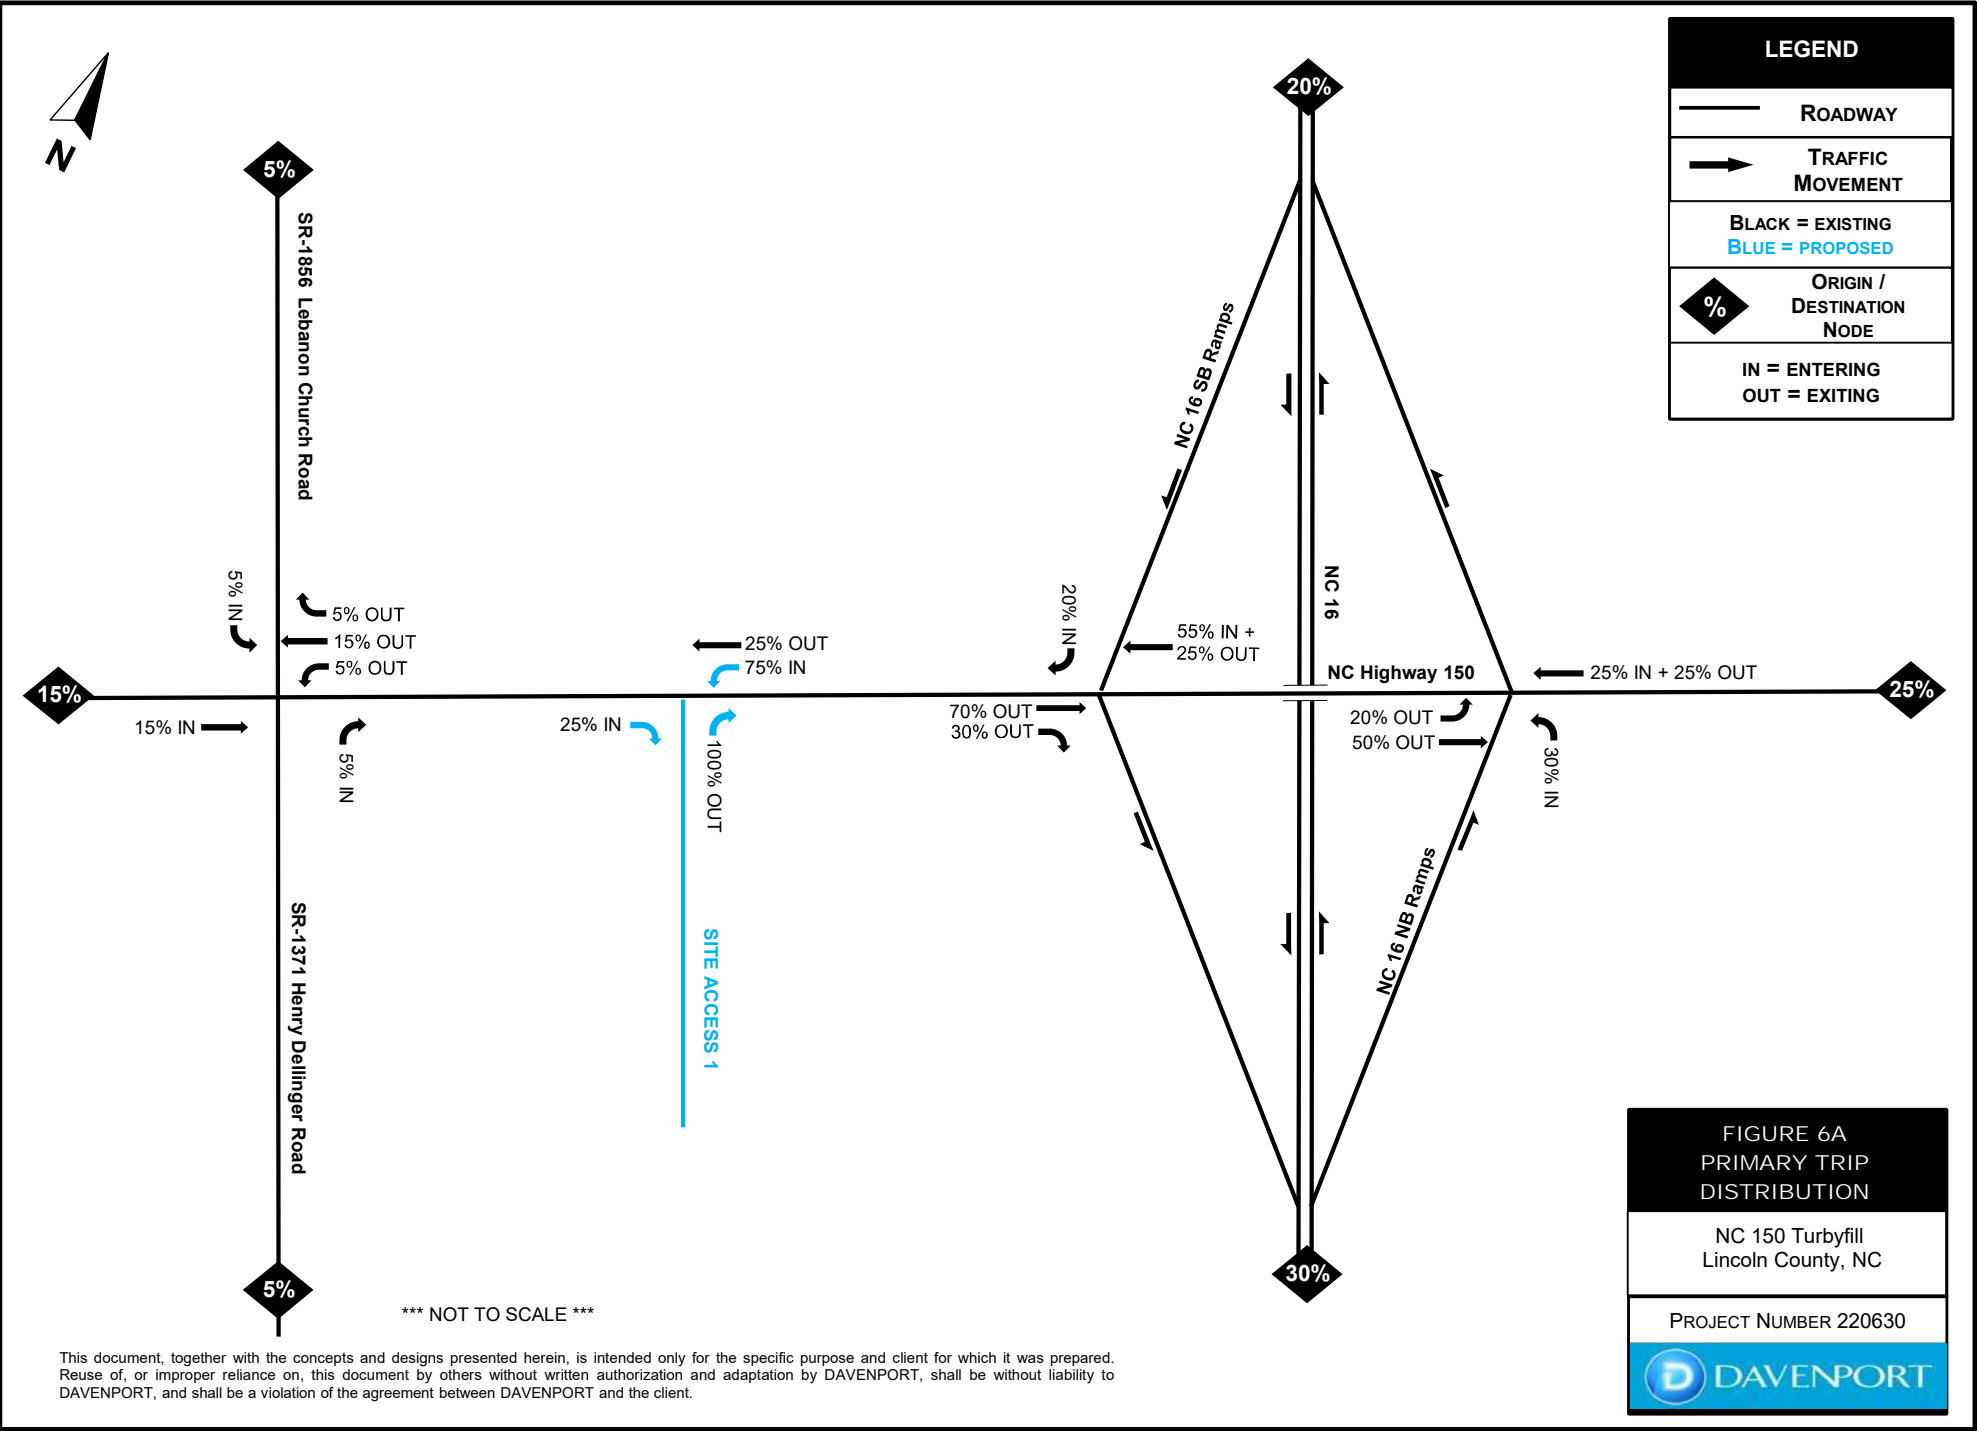 N
5%
SR-1856 Lebanon Church Road
20%
LEGEND
ROADWAY
TRAFFIC
MOVEMENT
BLACK = EXISTING
BLUE = PROPOSED
%
ORIGIN /
DESTINATION
NODE
IN = ENTERING
OUT = EXITING
NC 16 SB Ramps
NC 16
5% IN
5% OUT
15% OUT
5% OUT
25% OUT
75% IN
20% IN
55% IN +
25% OUT
NC Highway 150
25% IN + 25% OUT
15%
25%
15% IN
5% IN
25% IN
100% OUT
70% OUT
30% OUT
20% OUT
50% OUT
30% IN
SR-1371 Henry Dellinger Road
SITE ACCESS 1
NC 16 NB Ramps
5%
30%
*** NOT TO SCALE ***
This document, together with the concepts and designs presented herein, is intended only for the specific purpose and client for which it was prepared.
Reuse of, or improper reliance on, this document by others without written authorization and adaptation by DAVENPORT, shall be without liability to
DAVENPORT, and shall be a violation of the agreement between DAVENPORT and the client.
FIGURE 6A
PRIMARY TRIP
DISTRIBUTION
NC 150 Turbyfill
Lincoln County, NC
PROJECT NUMBER 220630
D DAVENPORT